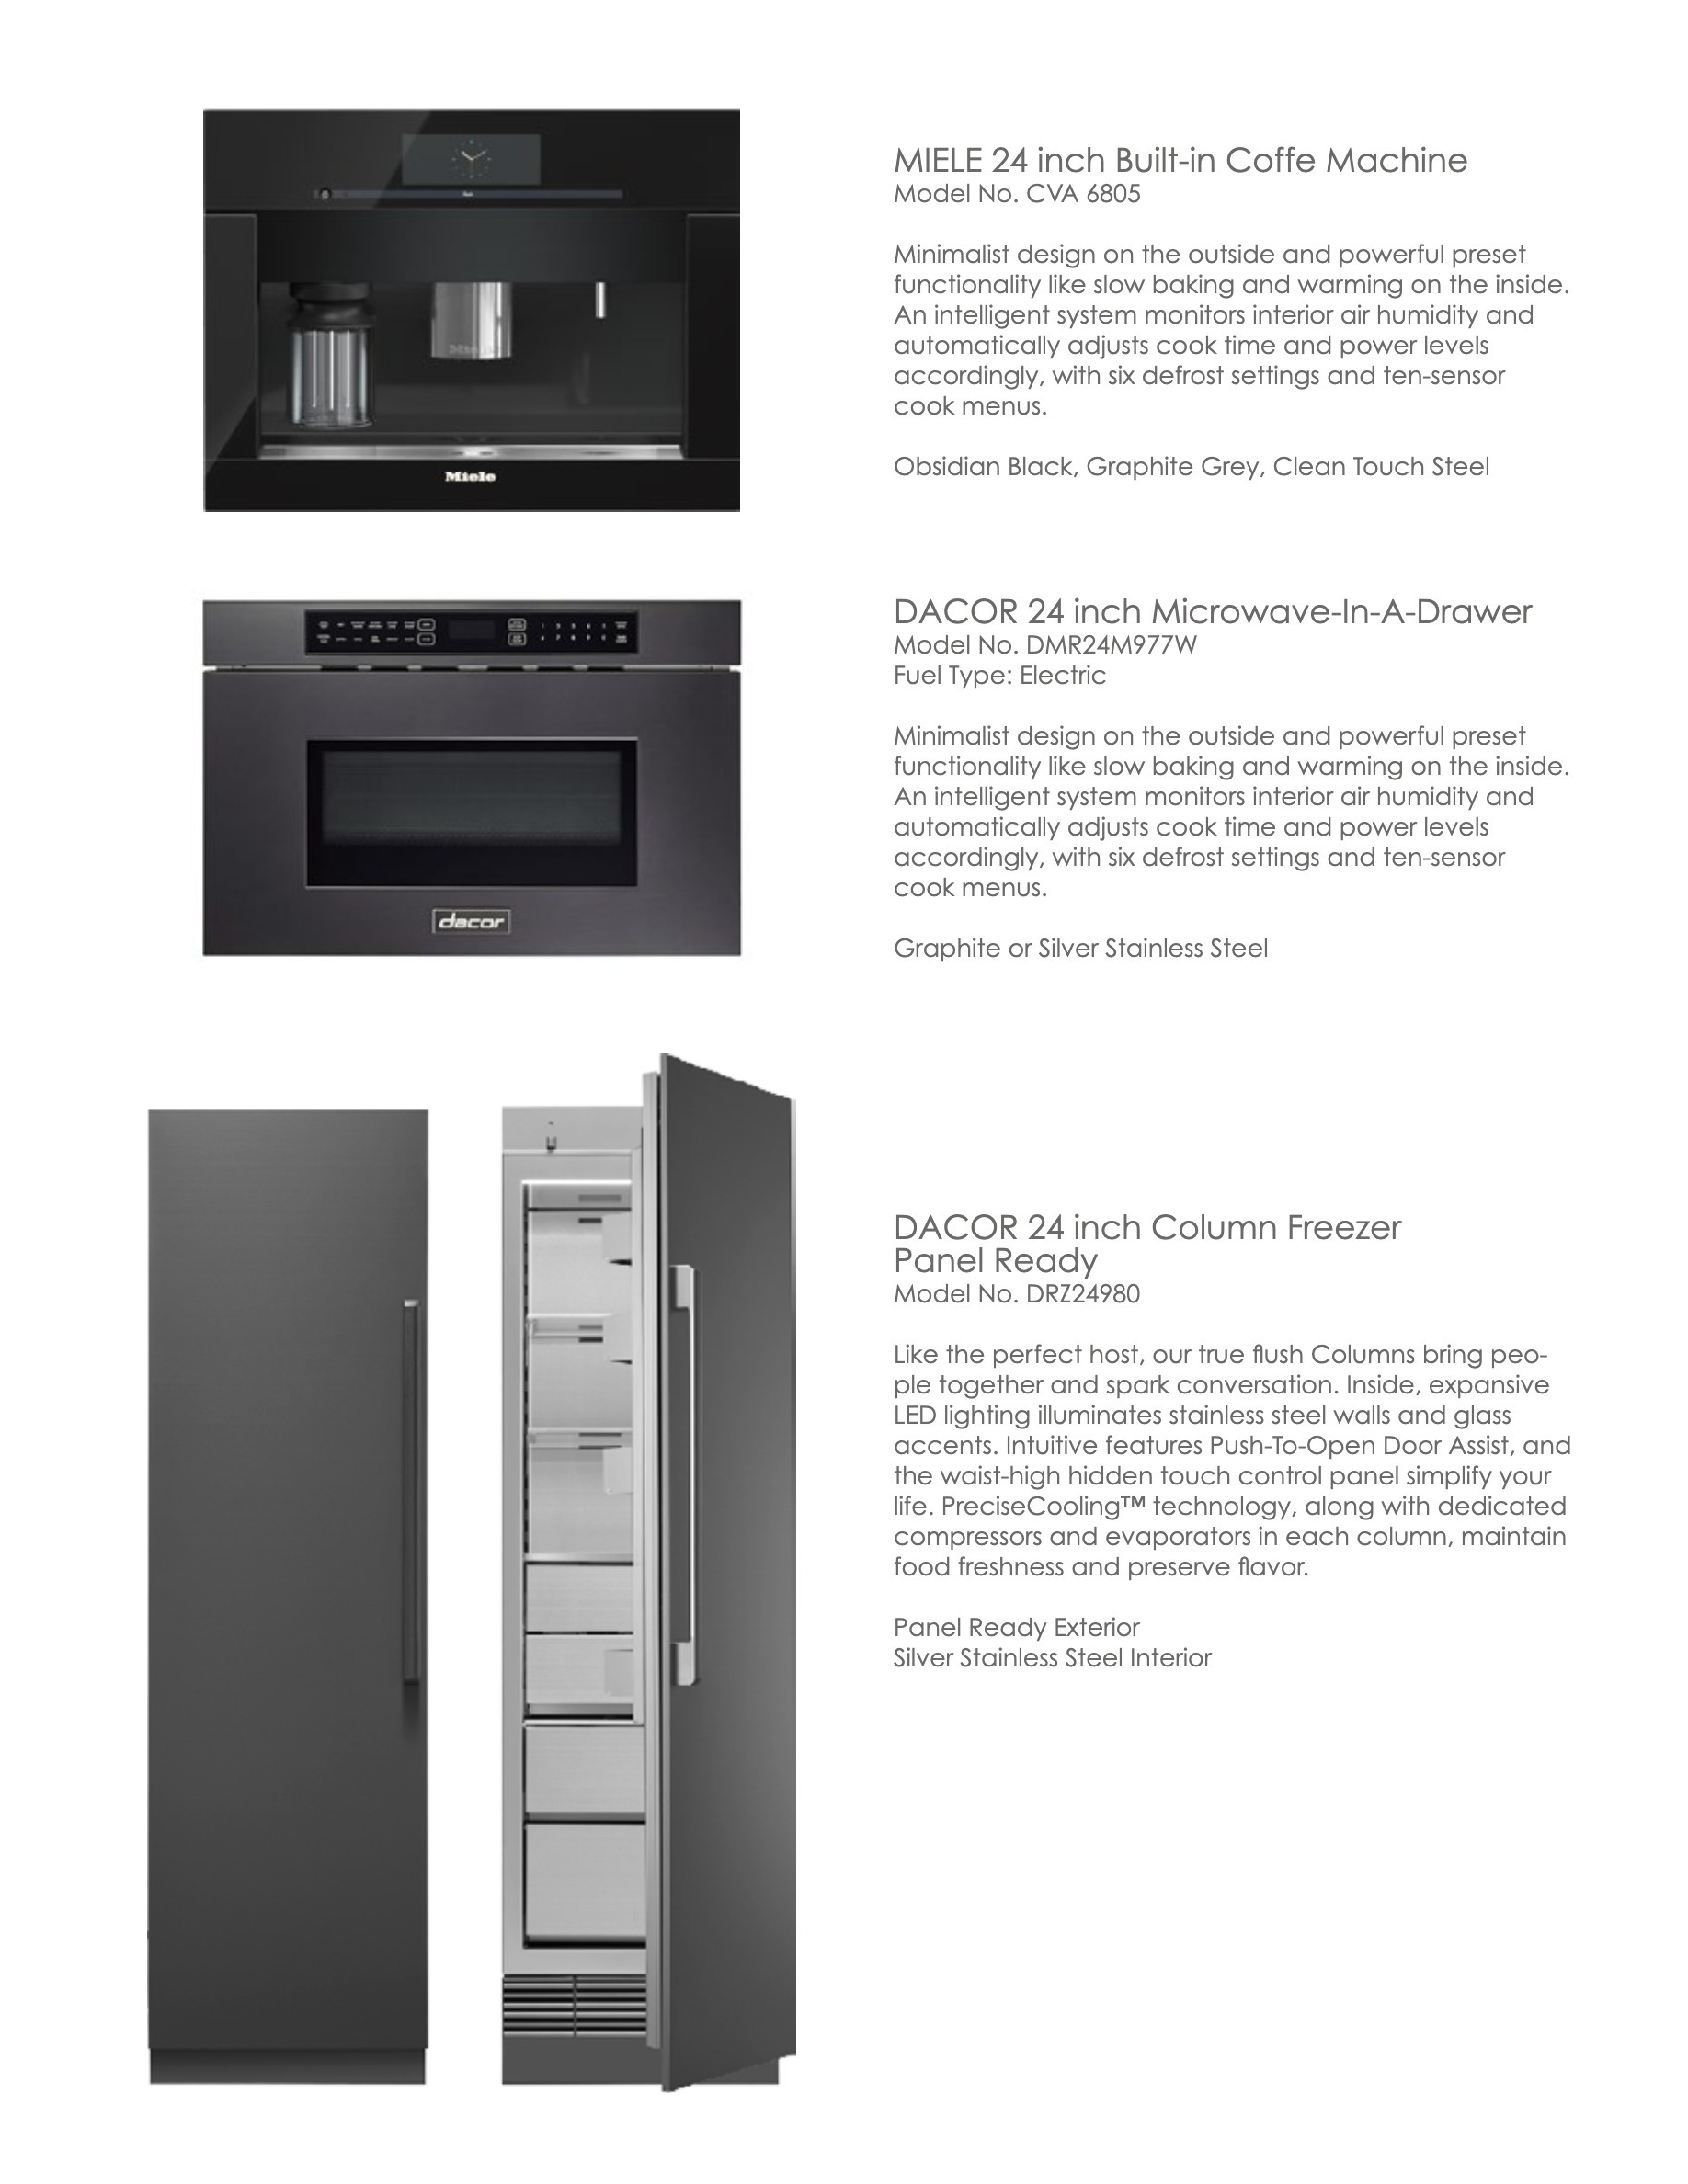 MIELE 24 inch Built-in Coffe Machine
Model No. CVA 6805
Minimalist design on the outside and powerful preset
functionality like slow baking and warming on the inside.
An intelligent system monitors interior air humidity and
automatically adjusts cook time and power levels
accordingly, with six defrost settings and ten-sensor
cook menus.
Obsidian Black, Graphite Grey, Clean Touch Steel
Miele
DACOR 24 inch Microwave-In-A-Drawer
Model No. DMR24M977W
Fuel Type: Electric
Minimalist design on the outside and powerful preset
functionality like slow baking and warming on the inside.
An intelligent system monitors interior air humidity and
automatically adjusts cook time and power levels
accordingly, with six defrost settings and ten-sensor
cook menus.
Graphite or Silver Stainless Steel
dacor
DACOR 24 inch Column Freezer
Panel Ready
Model No. DRZ24980
Like the perfect host, our true flush Columns bring peo-
ple together and spark conversation. Inside, expansive
LED lighting illuminates stainless steel walls and glass
accents. Intuitive features Push-To-Open Door Assist, and
the waist-high hidden touch control panel simplify your
life. PreciseCooling™ technology, along with dedicated
compressors and evaporators in each column, maintain
food freshness and preserve flavor.
Panel Ready Exterior
Silver Stainless Steel Interior